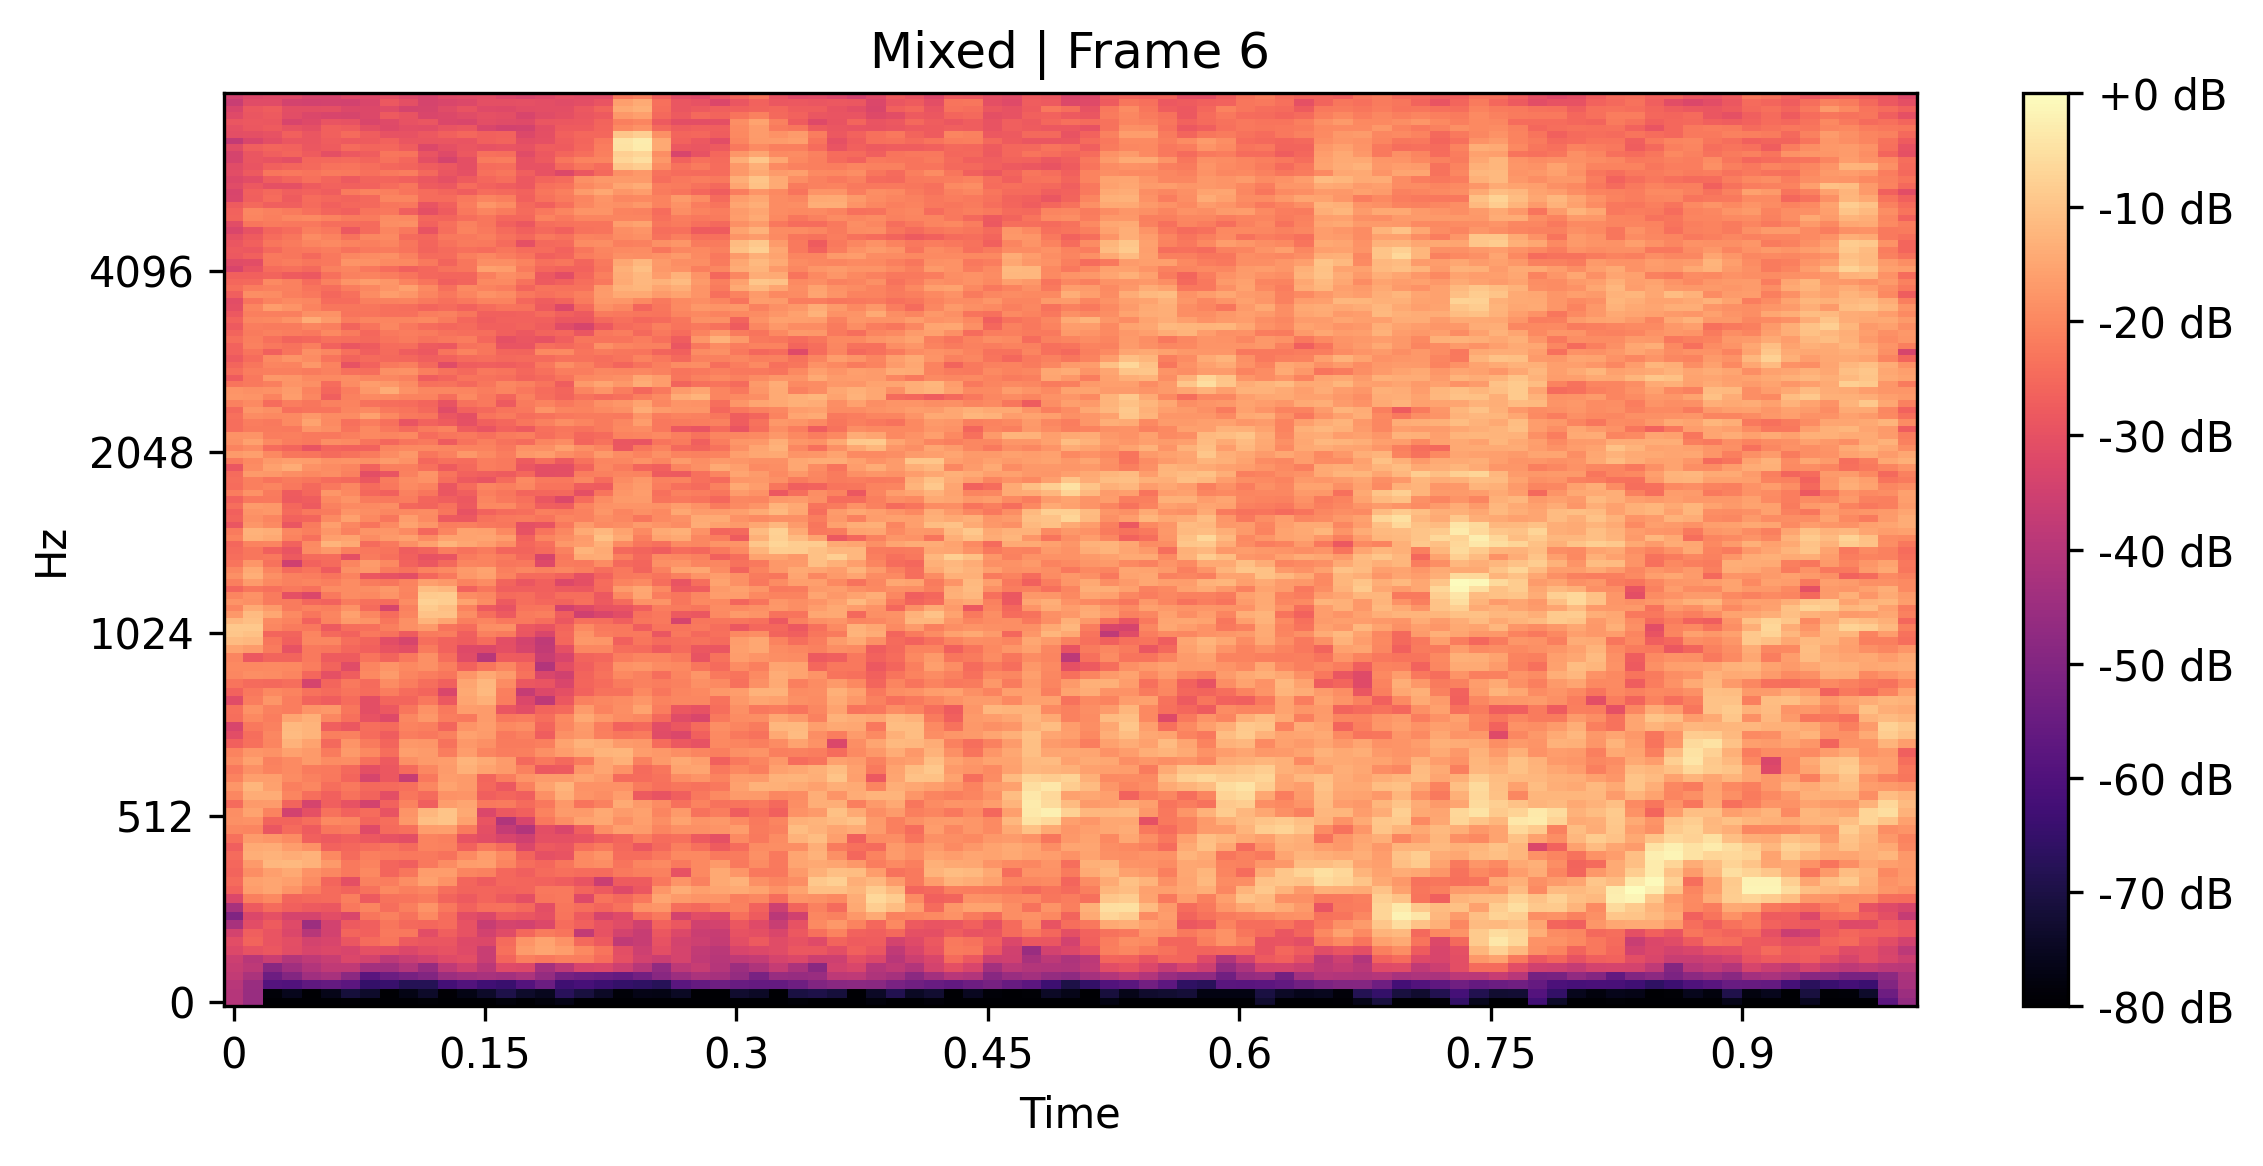 Mixed | Frame 6
+0 dB
-10 dB
-20 dB
-30 dB
-40 dB
-50 dB
-60 dB
-70 dB
-80 dB
4096
2048
1024
512
0
Hz
0 0.15 0.3 0.45 0.6 0.75 0.9
Time